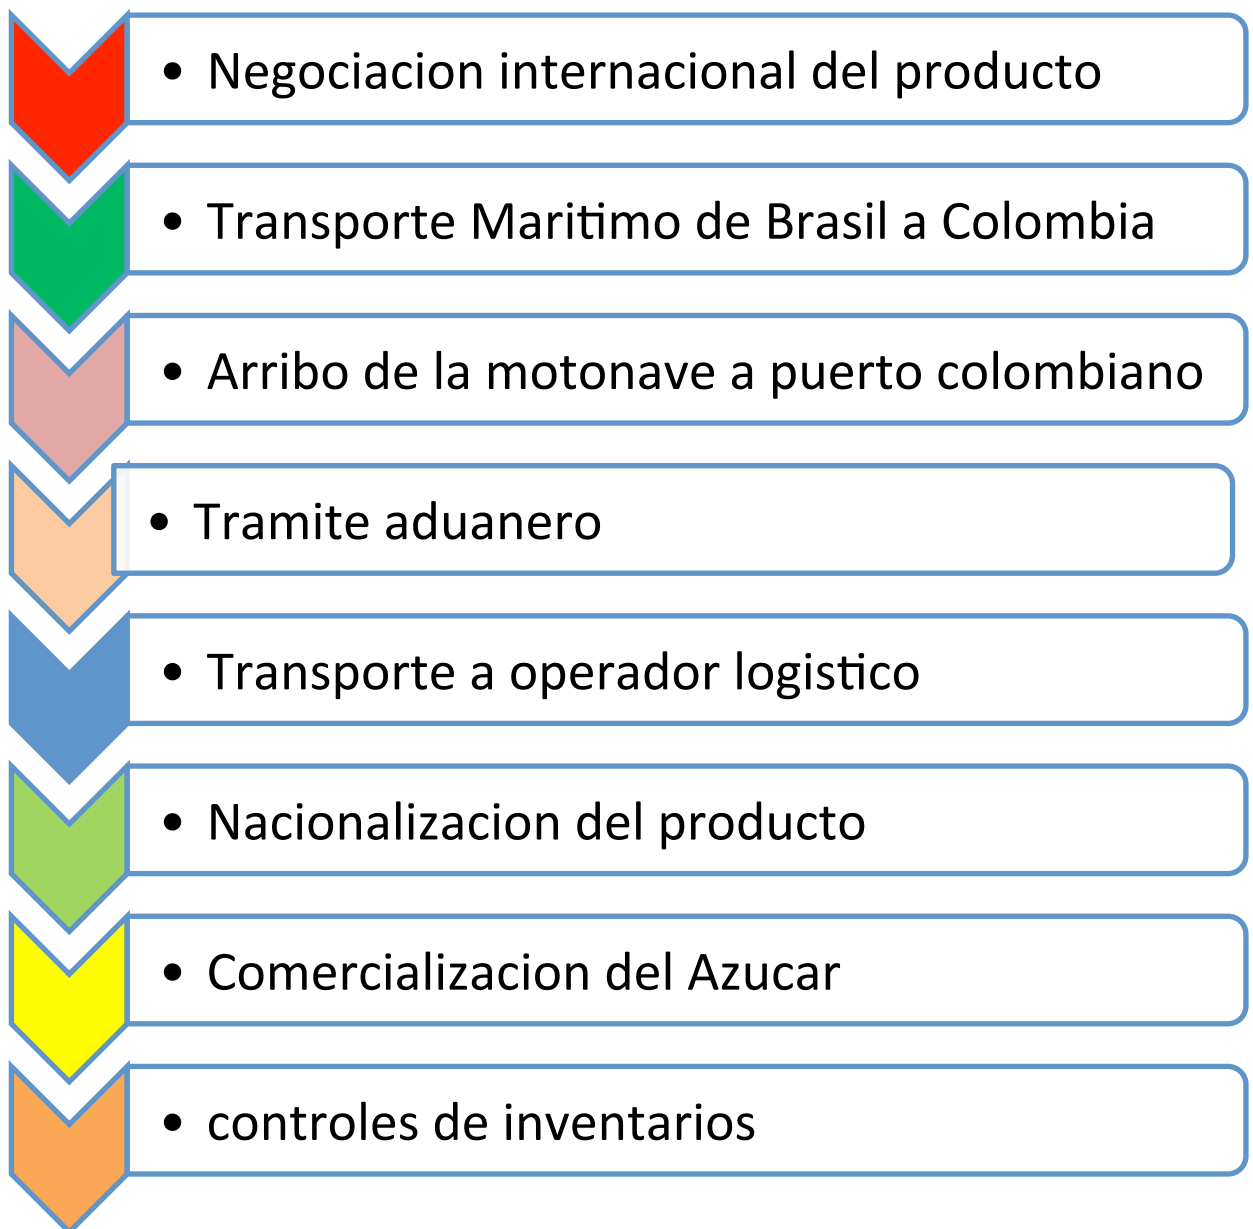 • Negociacion internacional del producto
• Transporte Maritimo de Brasil a Colombia
• Arribo de la motonave a puerto colombiano
• Tramite aduanero
• Transporte a operador logistico
• Nacionalizacion del producto
• Comercializacion del Azucar
• controles de inventarios